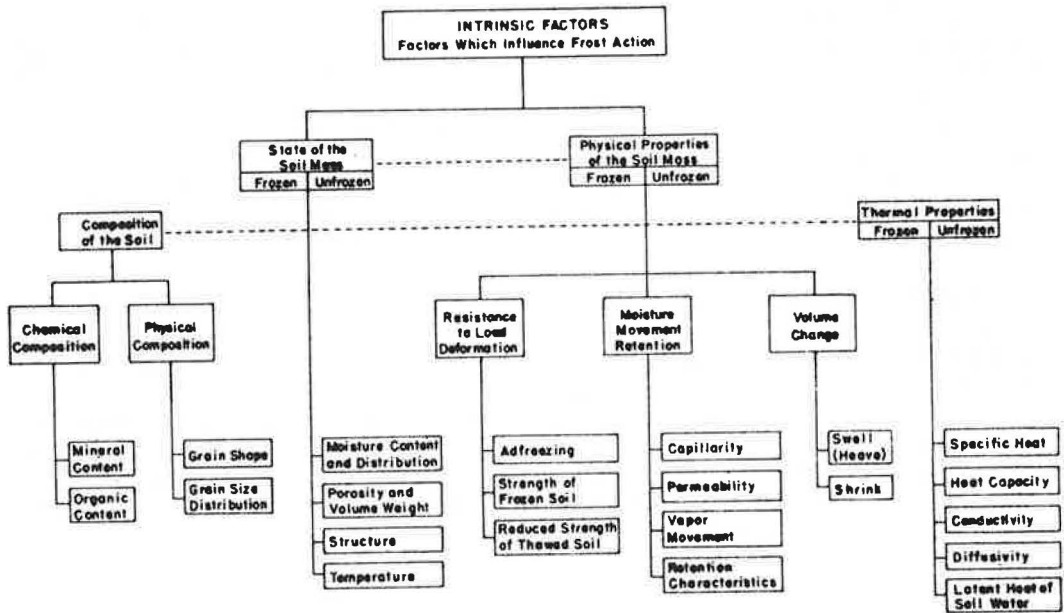 INTRINSIC FACTORS
Factors Which Influence Frost Action
State of the
Soil Mass
Frozen Unfrozen
Physical Properties
of the Soil Mass
Frozen Unfrozen
Composition
of the Soil
Thermal Properties
Frozen Unfrozen
Chemical
Composition
Physical
Composition
Resistance
to Load
Deformation
Moisture
Movement
Retention
Volume
Change
Mineral
Content
Organic
Content
Grain Shape
Grain Size
Distribution
Moisture Content
and Distribution
Porosity and
Volume Weight
Structure
Temperature
Adfreezing
Strength of
Frozen Soil
Reduced Strength
of Thawed Soil
Capillarity
Permeability
Vapor
Movement
Retention
Characteristics
Swell
(Heave)
Shrink
Specific Heat
Heat Capacity
Conductivity
Diffusivity
Latent Heat of
Soil Water